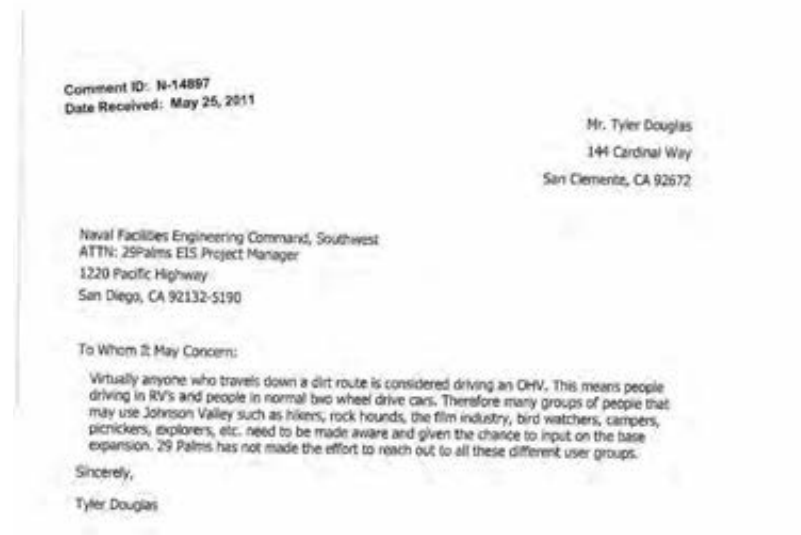 Comment ID: N-14897
Date Received: May 25, 2011
Mr. Tyler Douglas
144 Cardinal Way
San Clemente, CA 92672
Naval Facilities Engineering Command, Southwest
ATTN: 29Palms EIS Project Manager
1220 Pacific Highway
San Diego, CA 92132-5190
To Whom It May Concern:
Virtually anyone who travels down a dirt route is considered driving an OHV. This means people
driving in RV's and people in normal two wheel drive cars. Therefore many groups of people that
may use Johnson Valley such as hikers, rock hounds, the film industry, bird watchers, campers,
picnickers, explorers, etc. need to be made aware and given the chance to input on the base
expansion. 29 Palms has not made the effort to reach out to all these different user groups.
Sincerely,
Tyler Douglas